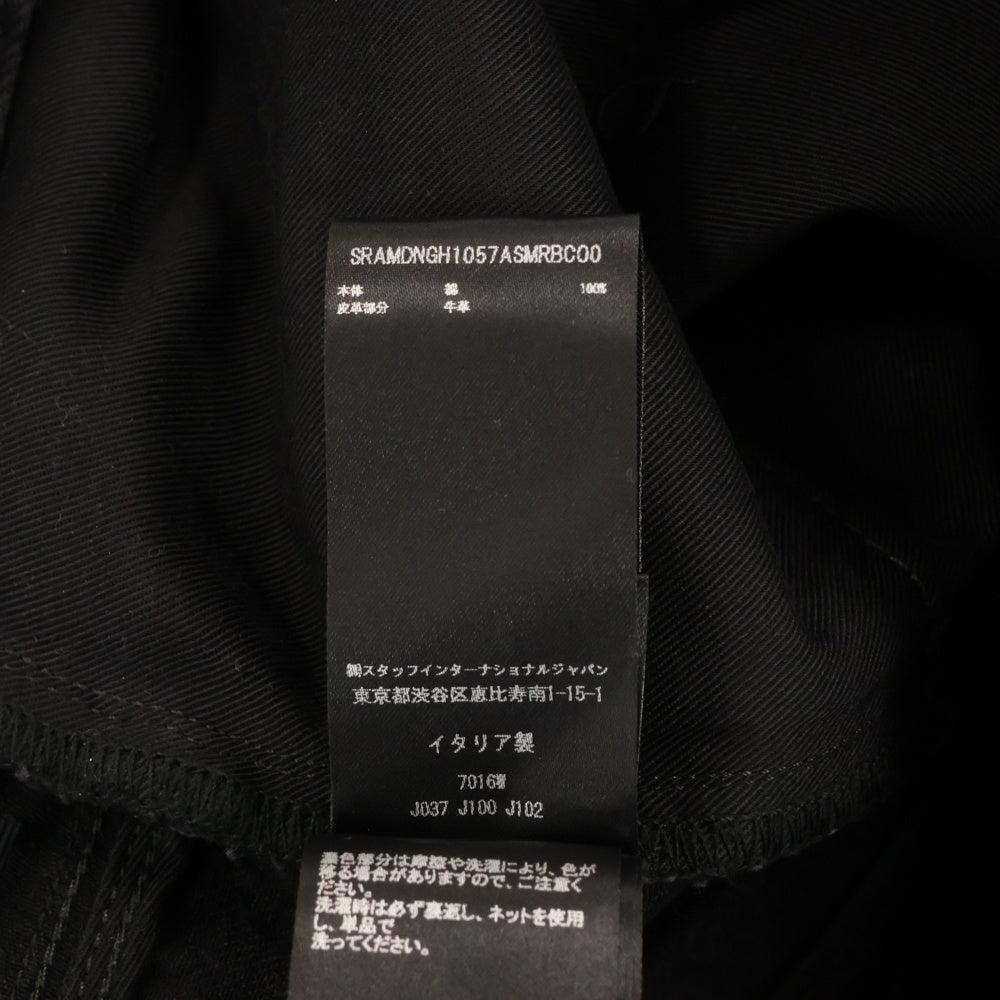 SRAMDNGH1057ASMRBC00
本体 綿 100%
皮革部分 牛革
㈱スタッフインターナショナルジャパン
東京都渋谷区恵比寿南1-15-1
イタリア製
7016W
J037 J100 J102
濃色部分は摩擦や洗濯により、色が
移る場合がありますので、ご注意く
ださい。
洗濯時は必ず裏返し、ネットを使用
し、単品で
洗ってください。